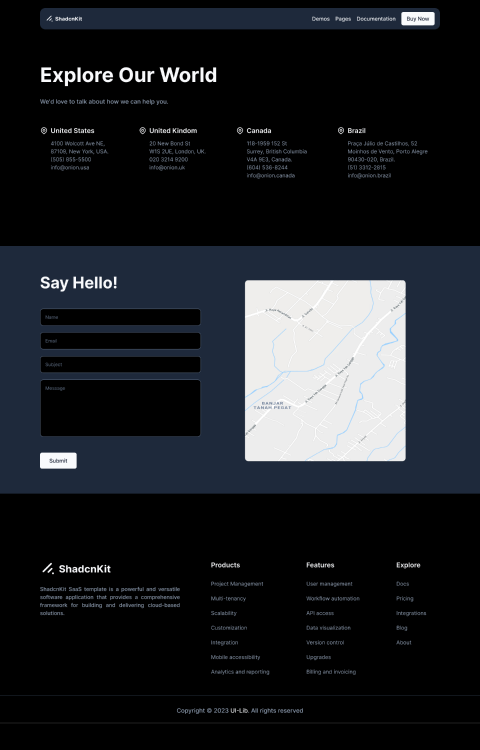 ShadcnKit
Demos Pages Documentation Buy Now
Explore Our World
We'd love to talk about how we can help you.
United States
4100 Wolcott Ave NE,
87109, New York, USA.
(505) 855-5500
info@onion.usa
United Kindom
20 New Bond St
W1S 2UE, London, UK.
020 3214 9200
info@onion.uk
Canada
118-1959 152 St
Surrey, British Columbia
V4A 9E3, Canada.
(604) 536-8244
info@onion.canada
Brazil
Praça Júlio de Castilhos, 52
Moinhos de Vento, Porto Alegre
90430-020, Brazil.
(51) 3312-2815
info@onion.brazil
Say Hello!
Name
Email
Subject
Message
Submit
BANJAR
TANAH PEGAT
ShadcnKit
ShadcnKit SaaS template is a powerful and versatile
software application that provides a comprehensive
framework for building and delivering cloud-based
solutions.
Products
Project Management
Multi-tenancy
Scalability
Customization
Integration
Mobile accessibility
Analytics and reporting
Features
User management
Workflow automation
API access
Data visualization
Version control
Upgrades
Billing and invoicing
Explore
Docs
Pricing
Integrations
Blog
About
Copyright © 2023 UI-Lib. All rights reserved